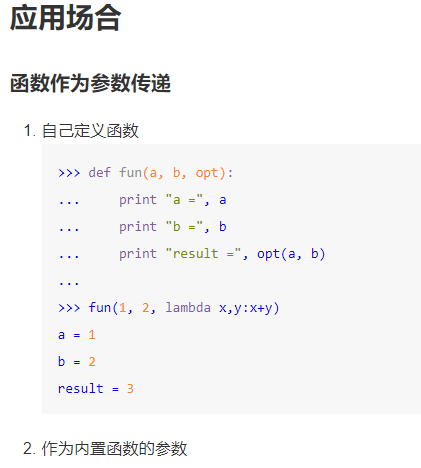 应用场合
函数作为参数传递
1. 自己定义函数
>>> def fun(a, b, opt):
...     print "a =", a
...     print "b =", b
...     print "result =", opt(a, b)
...
>>> fun(1, 2, lambda x,y:x+y)
a = 1
b = 2
result = 3
2. 作为内置函数的参数